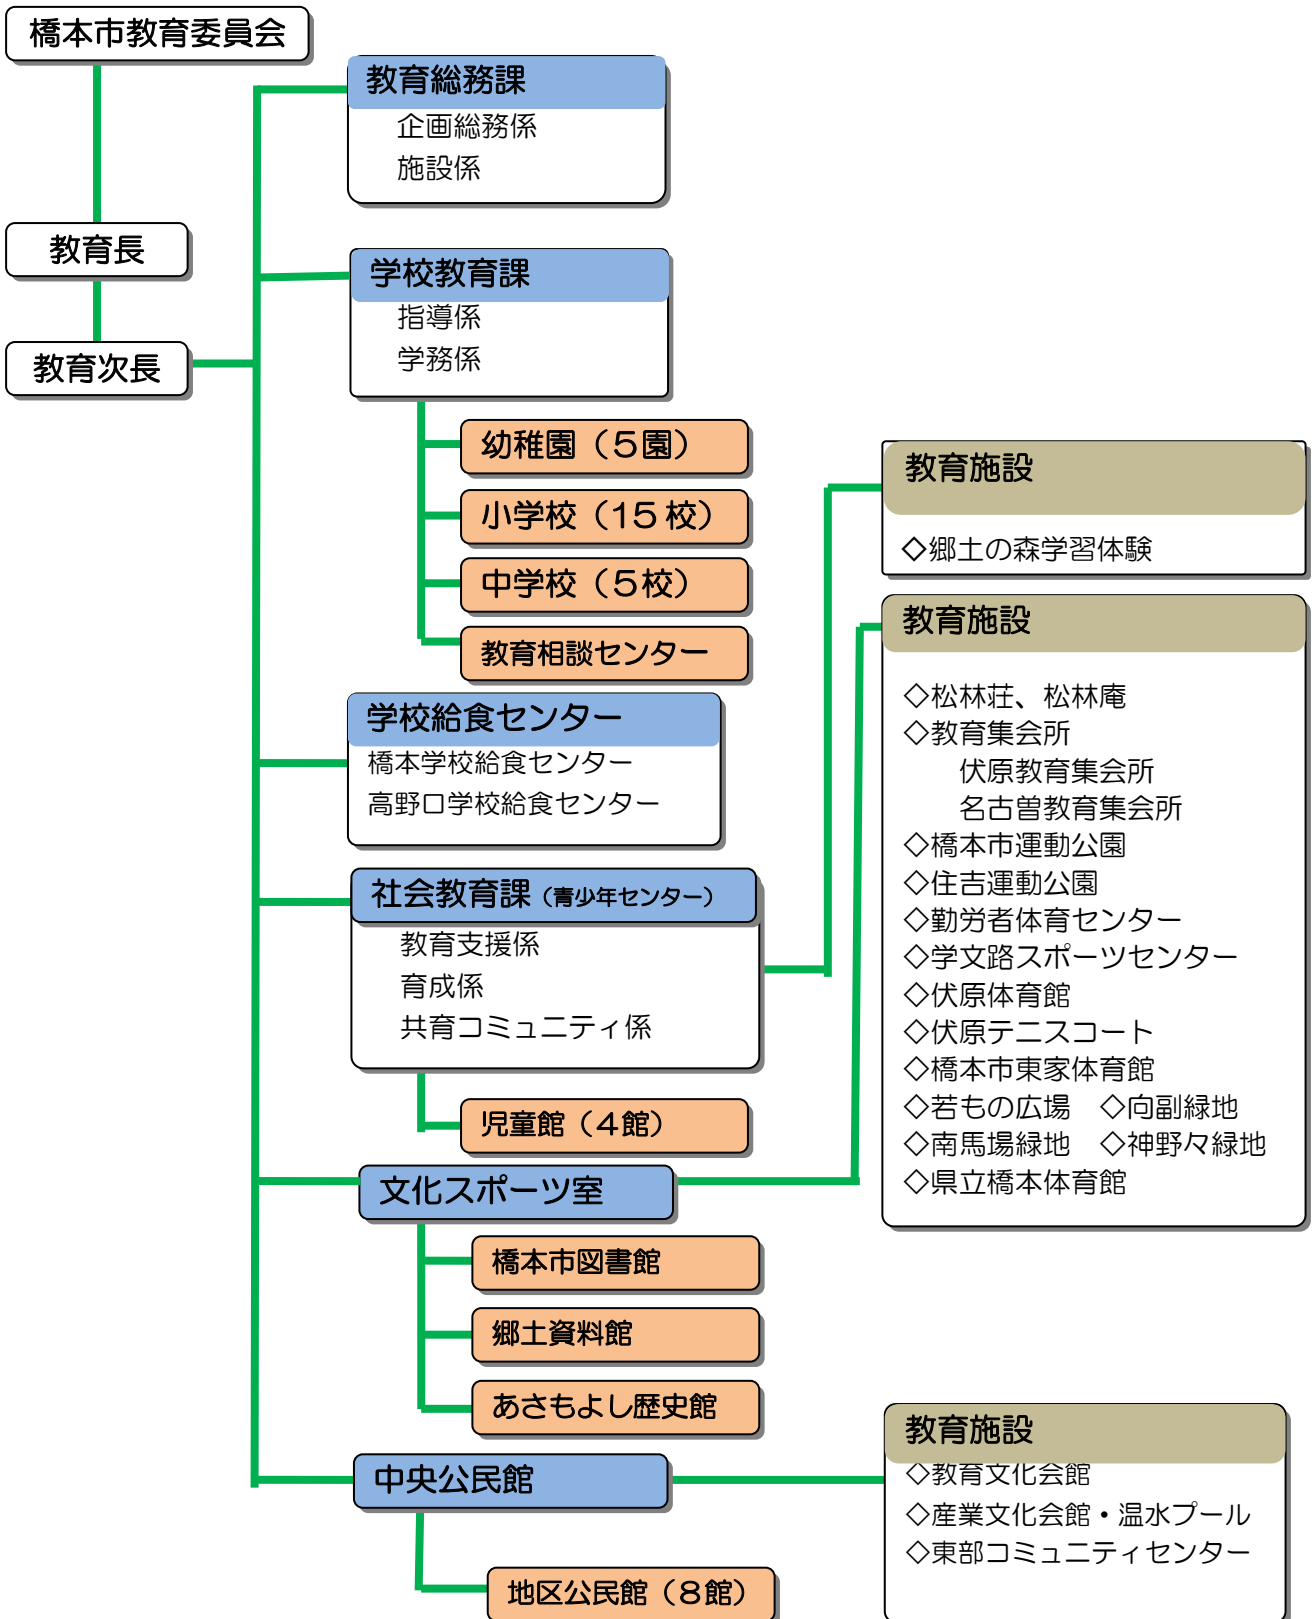 橋本市教育委員会
教育長
教育次長
教育総務課
企画総務係
施設係
学校教育課
指導係
学務係
幼稚園（５園）
小学校（15 校）
中学校（５校）
教育相談センター
学校給食センター
橋本学校給食センター
高野口学校給食センター
社会教育課（青少年センター）
教育支援係
育成係
共育コミュニティ係
児童館（４館）
文化スポーツ室
橋本市図書館
郷土資料館
あさもよし歴史館
中央公民館
地区公民館（８館）
教育施設
◇郷土の森学習体験
教育施設
◇松林荘、松林庵
◇教育集会所
伏原教育集会所
名古曽教育集会所
◇橋本市運動公園
◇住吉運動公園
◇勤労者体育センター
◇学文路スポーツセンター
◇伏原体育館
◇伏原テニスコート
◇橋本市東家体育館
◇若もの広場　◇向副緑地
◇南馬場緑地　◇神野々緑地
◇県立橋本体育館
教育施設
◇教育文化会館
◇産業文化会館・温水プール
◇東部コミュニティセンター